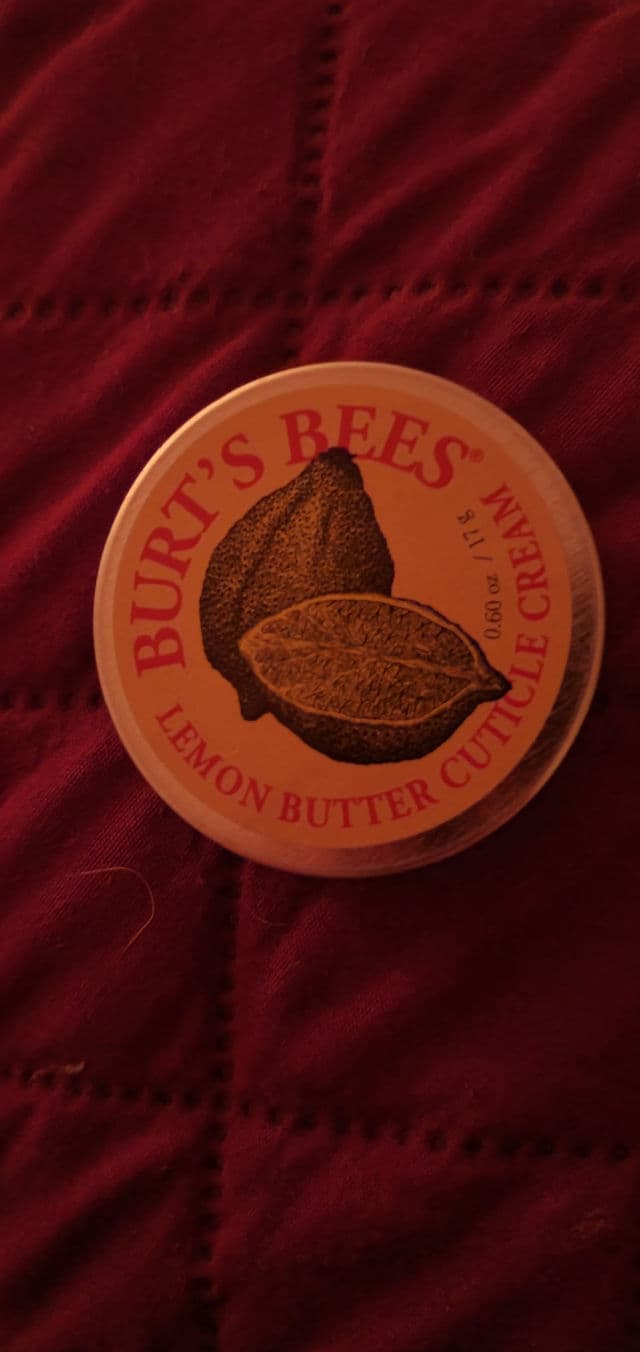 BURT'S BEES®
LEMON BUTTER CUTICLE CREAM
0.60 oz / 17 g